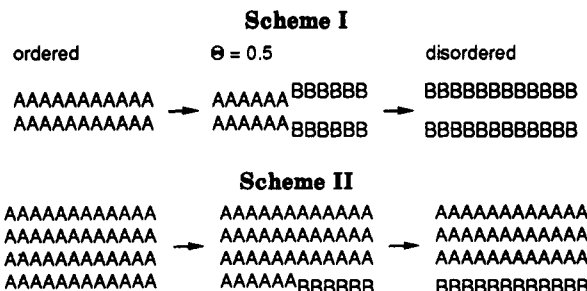 Scheme I
ordered Θ = 0.5 disordered
AAAAAAAAAAA → AAAAAABBBBBB → BBBBBBBBBBBB
AAAAAAAAAAA AAAAAABBBBBB BBBBBBBBBBBB
Scheme II
AAAAAAAAAAAA AAAAAAAAAAAA AAAAAAAAAAAA
AAAAAAAAAAAA AAAAAAAAAAAA AAAAAAAAAAAA
AAAAAAAAAAAA → AAAAAAAAAAAA → AAAAAAAAAAAA
AAAAAAAAAAAA AAAAAABBBBBB BBBBBBBBBBBB